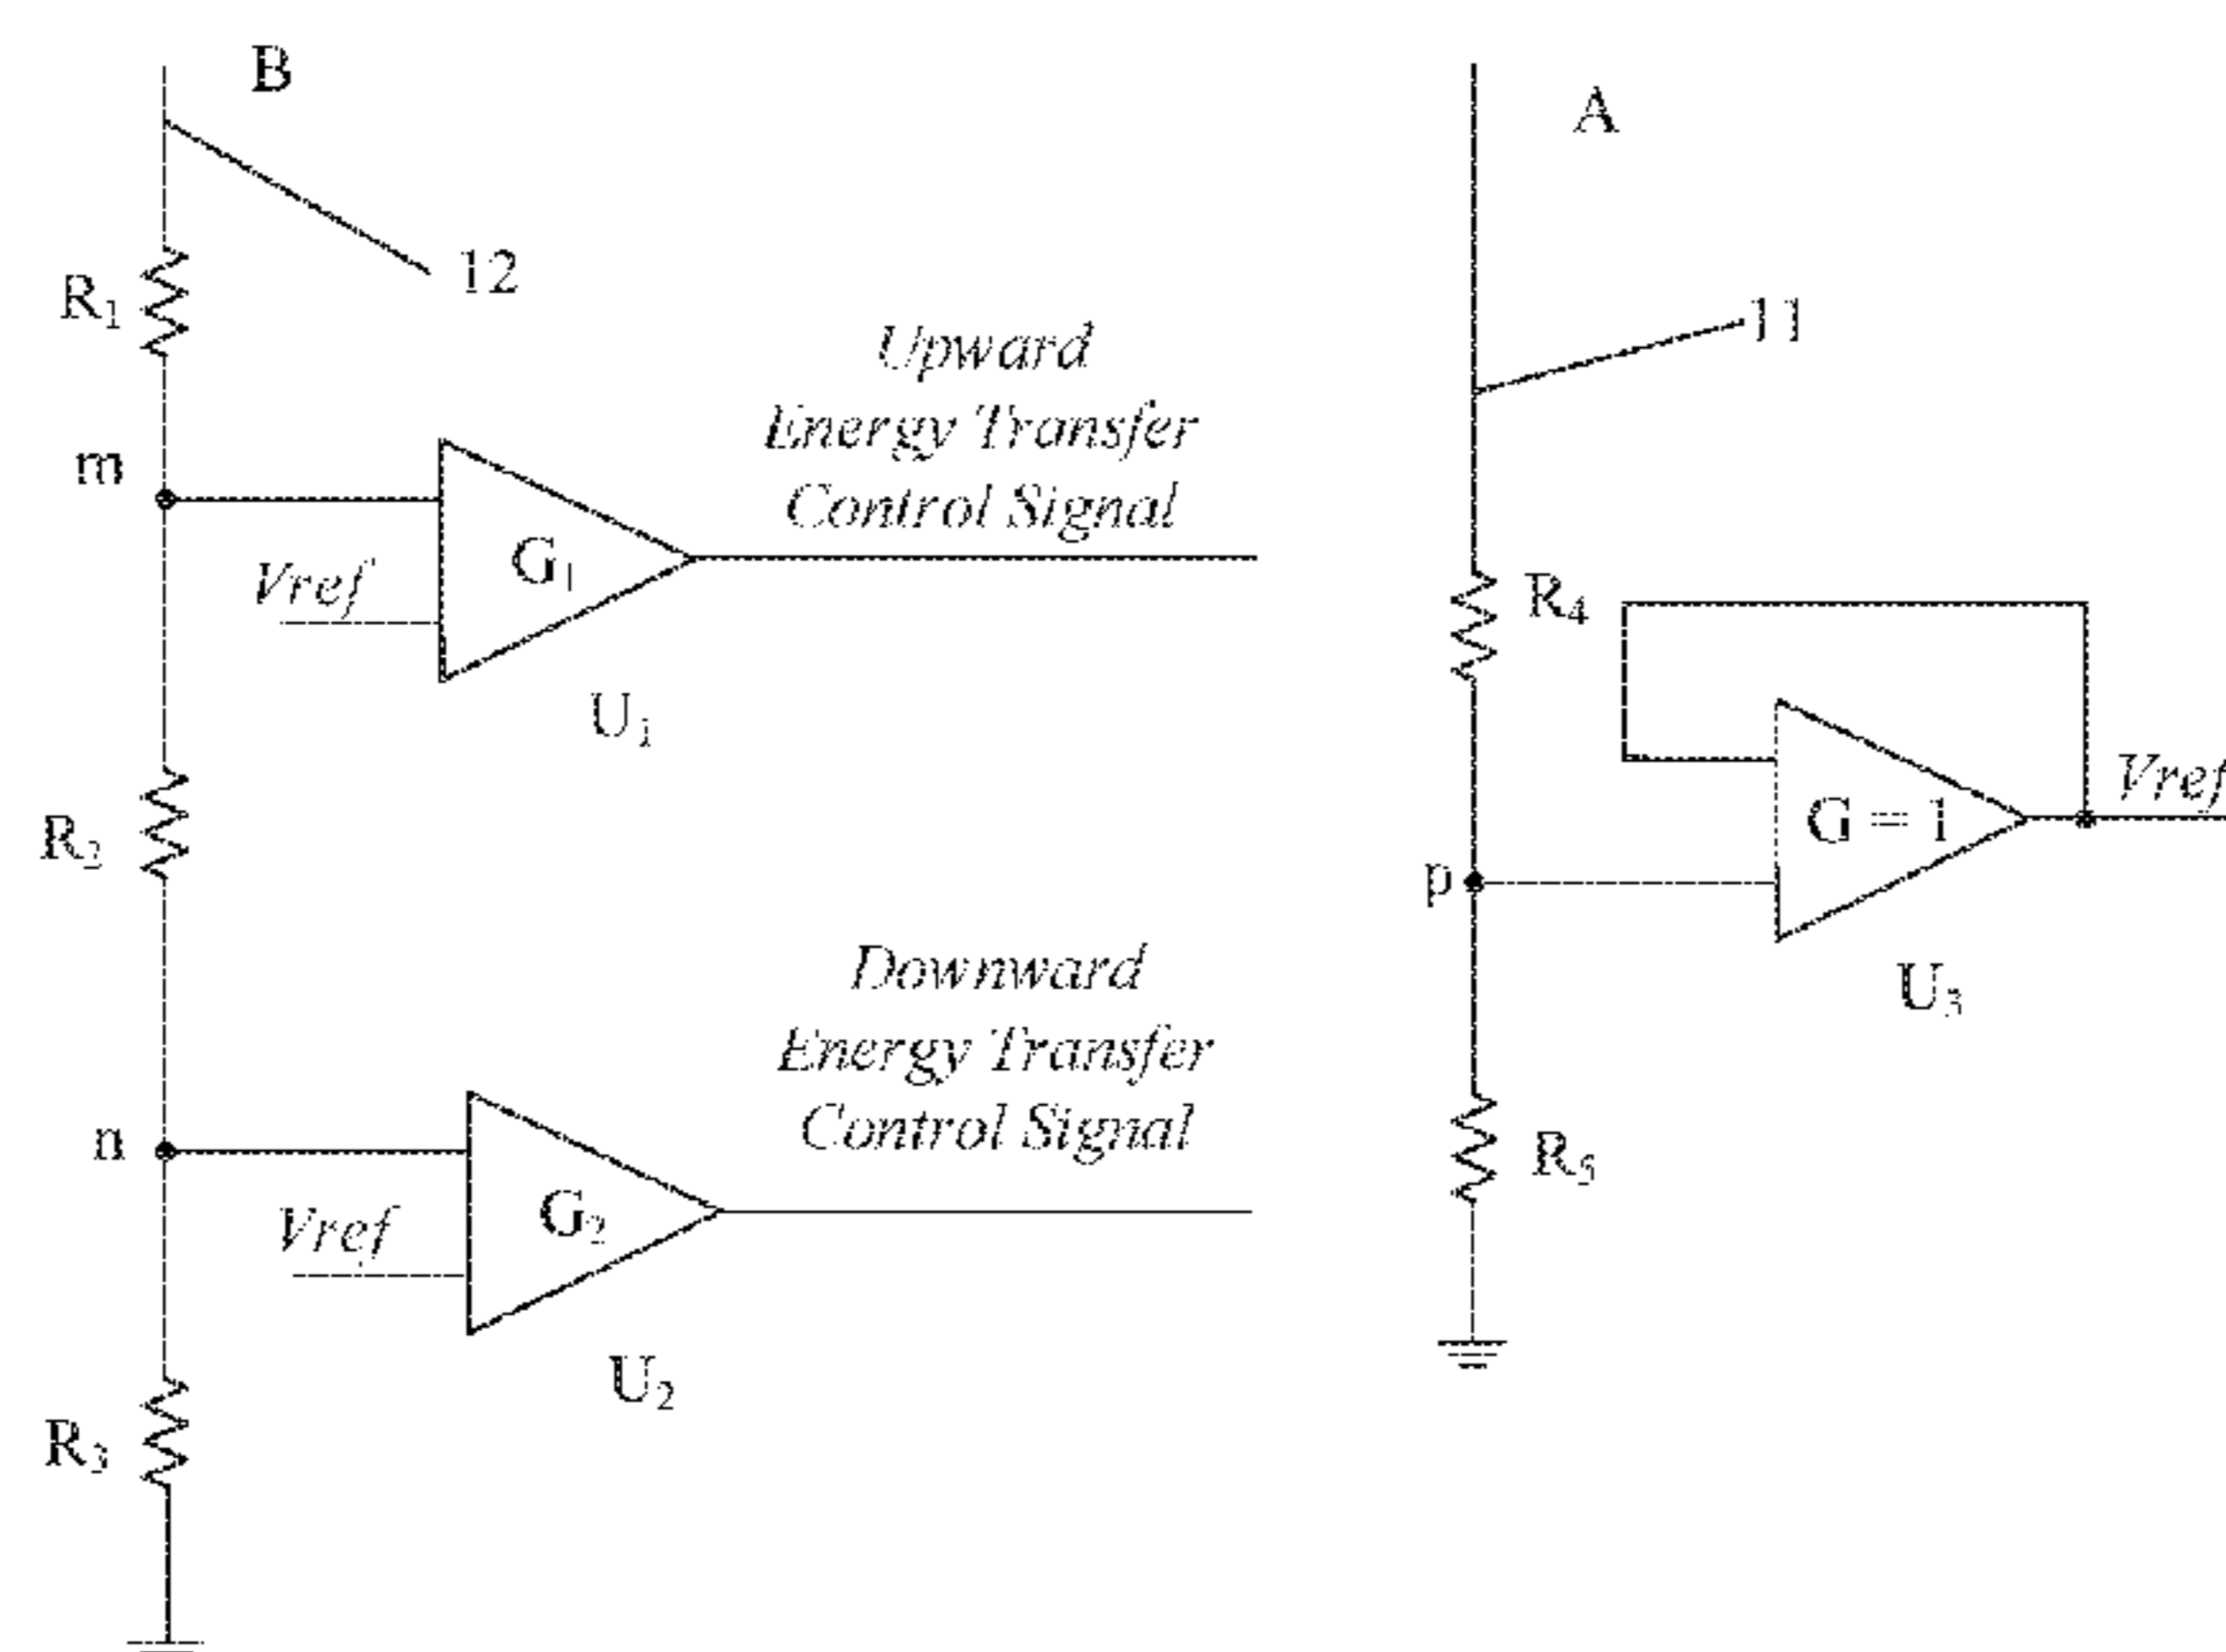 B
12
R₁
Upward
Energy Transfer
Control Signal
m
G₁
Vref
U₁
R₂
Downward
Energy Transfer
Control Signal
n
G₂
Vref
U₂
R₃
A
11
R₄
Vref
G = 1
p
U₃
R₅